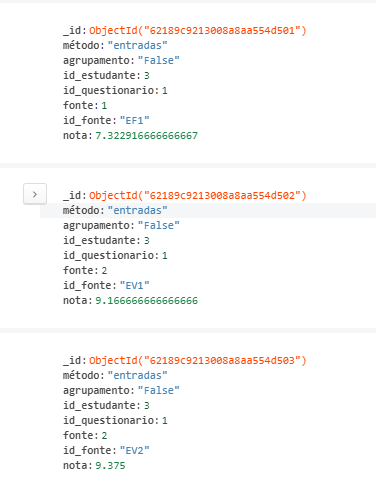 _id: ObjectId("62189c9213008a8aa554d501")
método: "entradas"
agrupamento: "False"
id_estudante: 3
id_questionario: 1
fonte: 1
id_fonte: "EF1"
nota: 7.322916666666667
_id: ObjectId("62189c9213008a8aa554d502")
método: "entradas"
agrupamento: "False"
id_estudante: 3
id_questionario: 1
fonte: 2
id_fonte: "EV1"
nota: 9.166666666666666
_id: ObjectId("62189c9213008a8aa554d503")
método: "entradas"
agrupamento: "False"
id_estudante: 3
id_questionario: 1
fonte: 2
id_fonte: "EV2"
nota: 9.375